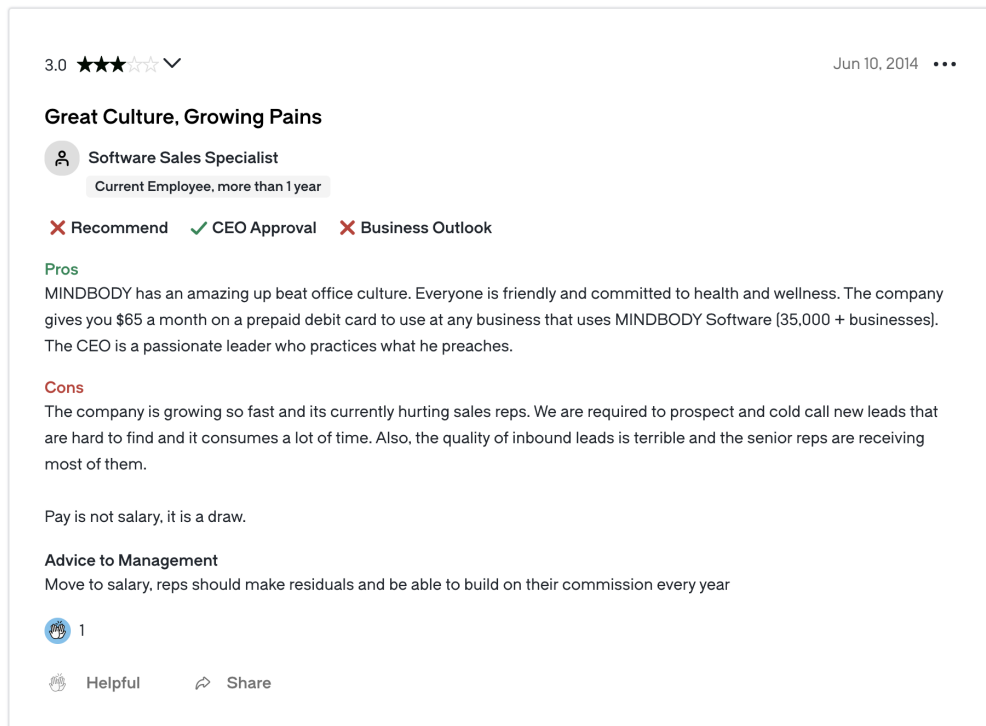 3.0
Jun 10, 2014
Great Culture, Growing Pains
Software Sales Specialist
Current Employee, more than 1 year
Recommend CEO Approval Business Outlook
Pros
MINDBODY has an amazing up beat office culture. Everyone is friendly and committed to health and wellness. The company
gives you $65 a month on a prepaid debit card to use at any business that uses MINDBODY Software (35,000 + businesses).
The CEO is a passionate leader who practices what he preaches.
Cons
The company is growing so fast and its currently hurting sales reps. We are required to prospect and cold call new leads that
are hard to find and it consumes a lot of time. Also, the quality of inbound leads is terrible and the senior reps are receiving
most of them.
Pay is not salary, it is a draw.
Advice to Management
Move to salary, reps should make residuals and be able to build on their commission every year
1
Helpful Share